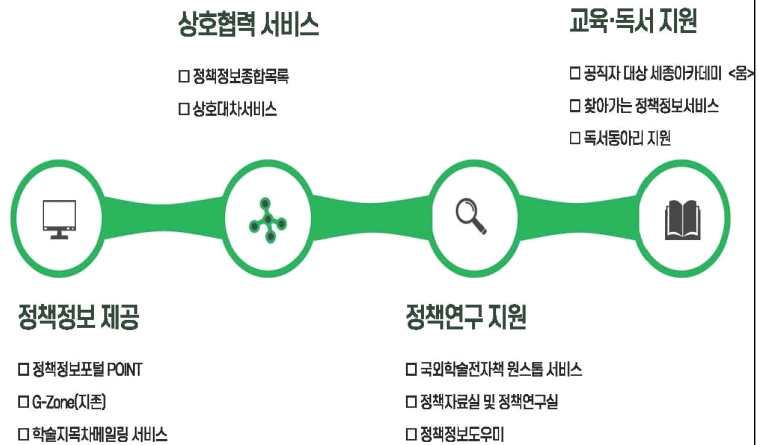 상호협력 서비스
□ 정책정보종합목록
□ 상호대차서비스
교육·독서 지원
□ 공직자 대상 세종아카데미 <움>
□ 찾아가는 정책정보서비스
□ 독서동아리 지원
정책정보 제공
□ 정책정보포털 POINT
□ G-Zone(지존)
□ 학술지목차메일링 서비스
정책연구 지원
□ 국외학술전자책 원스톱 서비스
□ 정책자료실 및 정책연구실
□ 정책정보도우미